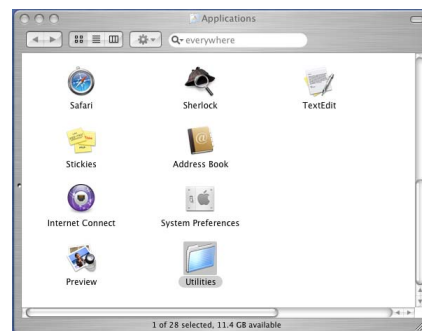 Applications
everywhere
Safari
Sherlock
TextEdit
Stickies
Address Book
Internet Connect
System Preferences
Preview
Utilities
1 of 28 selected, 11.4 GB available